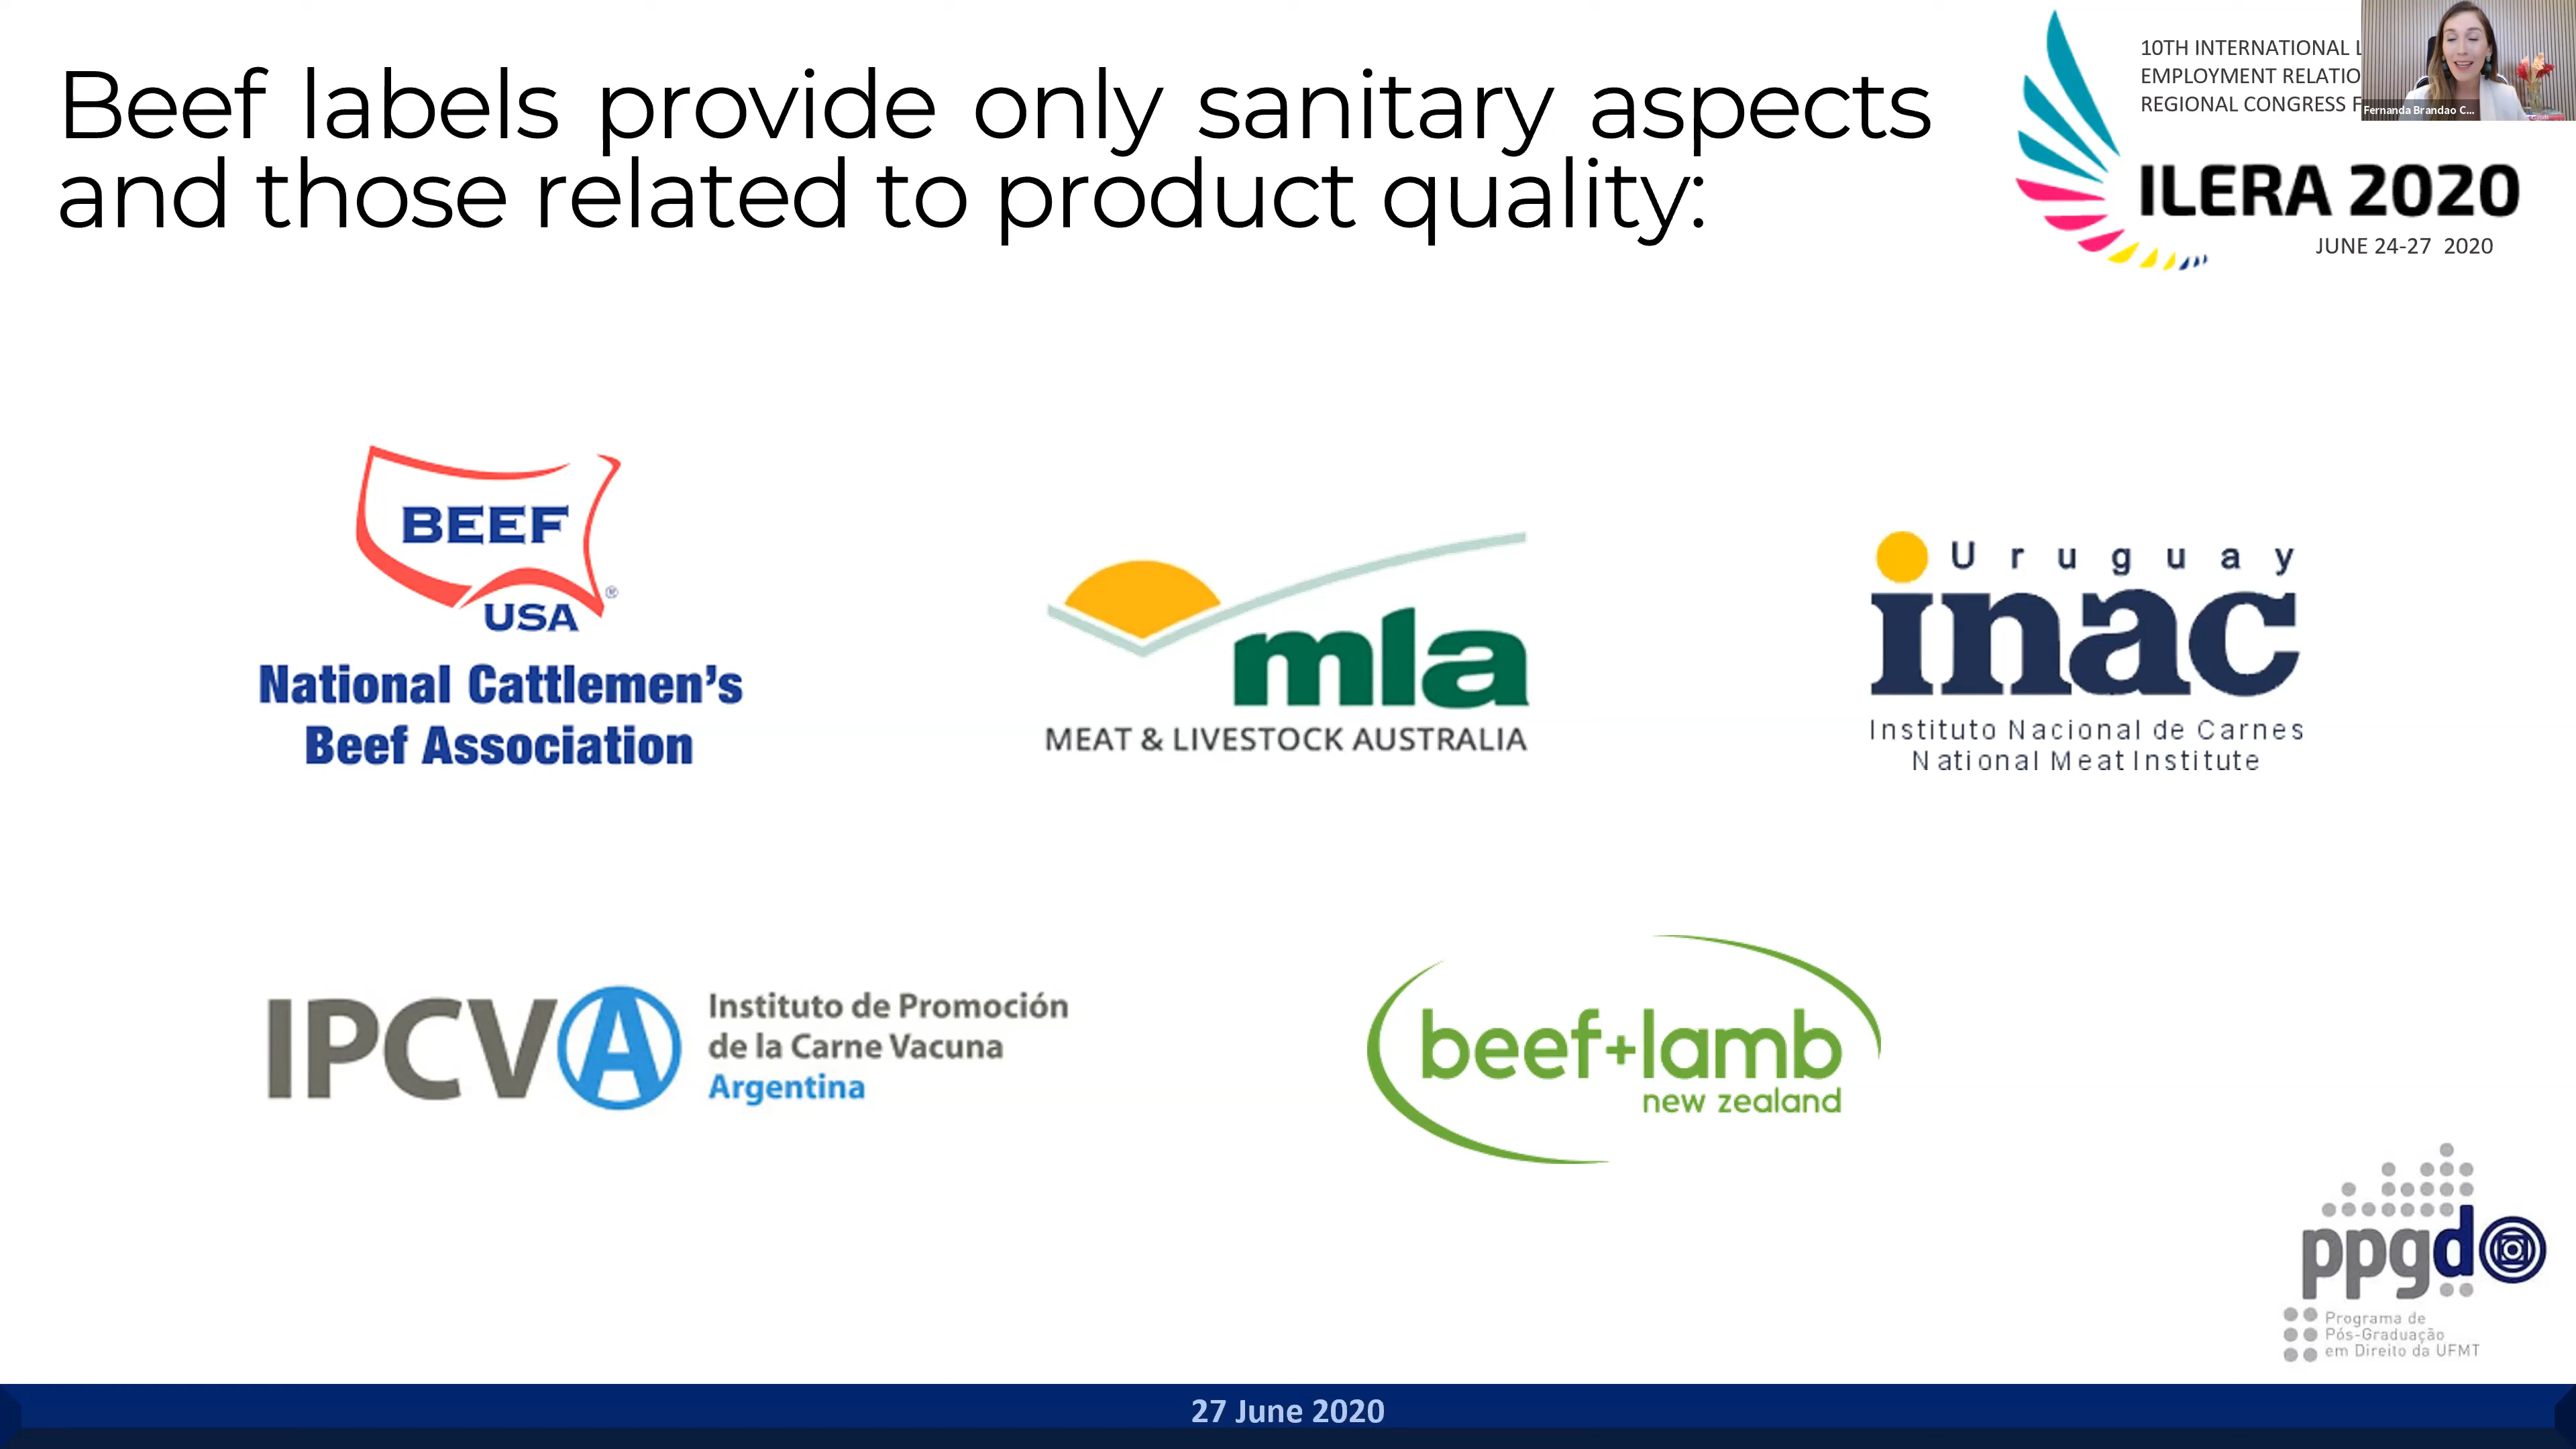 Beef labels provide only sanitary aspects
and those related to product quality:
10TH INTERNATIONAL
EMPLOYMENT RELATIO
REGIONAL CONGRESS
Fernanda Brandao C...
ILERA 2020
JUNE 24-27 2020
BEEF
USA
®
National Cattlemen's
Beef Association
mla
MEAT & LIVESTOCK AUSTRALIA
Uruguay
inac
Instituto Nacional de Carnes
National Meat Institute
IPCVA
Instituto de Promoción
de la Carne Vacuna
Argentina
beef+lamb
new zealand
ppgd
Programa de
Pós-Graduação
em Direito da UFMT
27 June 2020